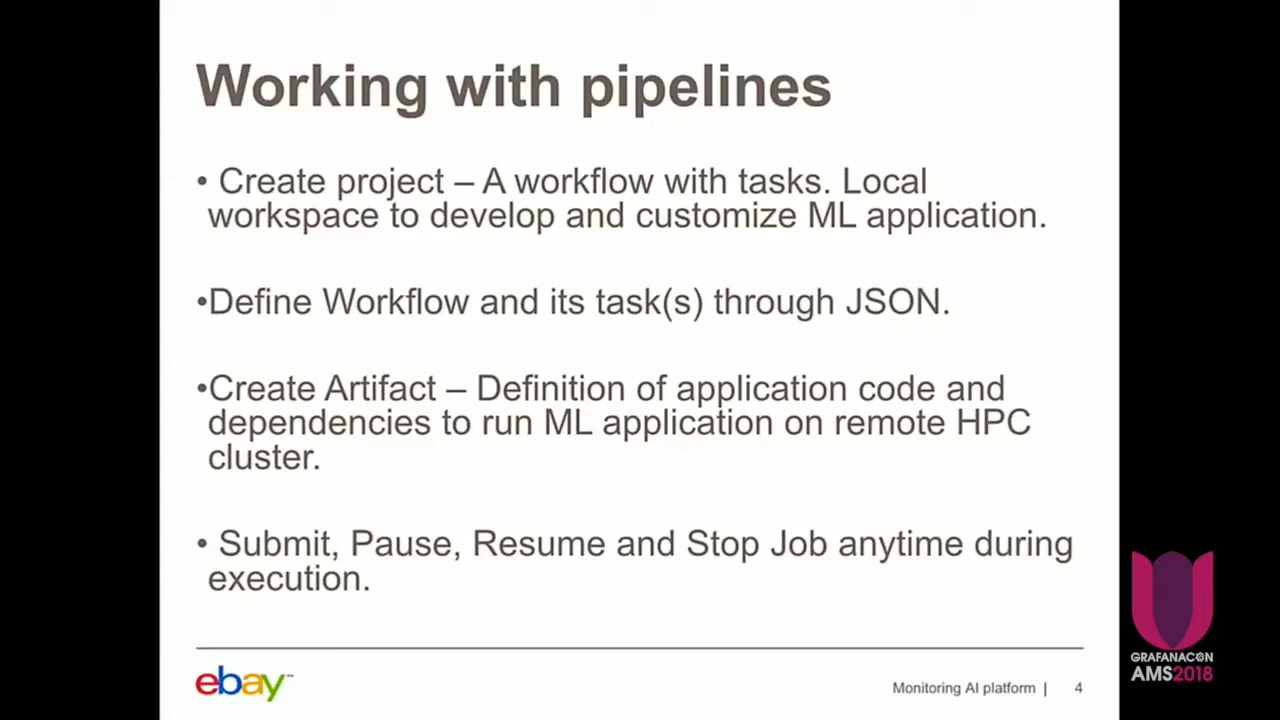 Working with pipelines
• Create project – A workflow with tasks. Local
workspace to develop and customize ML application.
•Define Workflow and its task(s) through JSON.
•Create Artifact – Definition of application code and
dependencies to run ML application on remote HPC
cluster.
• Submit, Pause, Resume and Stop Job anytime during
execution.
ebay™
Monitoring AI platform | 4
GRAFANACON
AMS2018